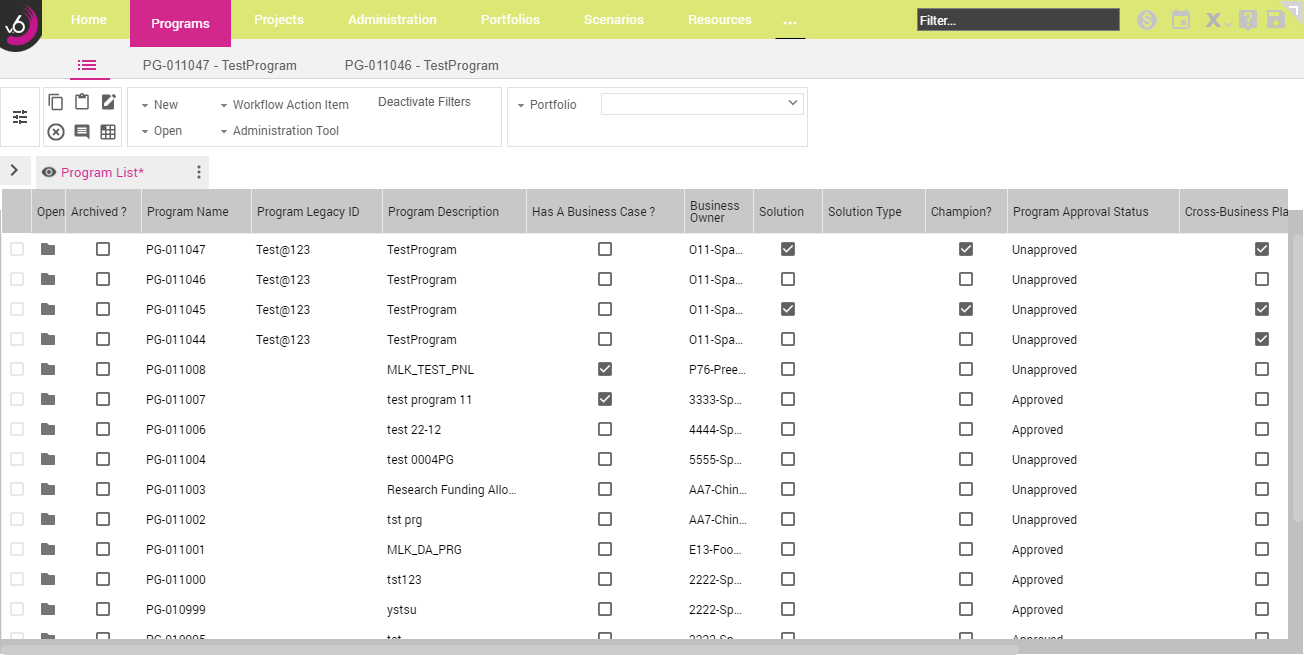 v6 Home Programs Projects Administration Portfolios Scenarios Resources ... Filter...
PG-011047 - TestProgram PG-011046 - TestProgram
New Workflow Action Item Deactivate Filters Portfolio
Open Administration Tool
Program List*
Open Archived ? Program Name Program Legacy ID Program Description Has A Business Case ? Business Owner Solution Solution Type Champion? Program Approval Status Cross-Business Pla
PG-011047 Test@123 TestProgram O11-Spa... Unapproved
PG-011046 Test@123 TestProgram O11-Spa... Unapproved
PG-011045 Test@123 TestProgram O11-Spa... Unapproved
PG-011044 Test@123 TestProgram O11-Spa... Unapproved
PG-011008 MLK_TEST_PNL P76-Pree... Unapproved
PG-011007 test program 11 3333-Sp... Approved
PG-011006 test 22-12 4444-Sp... Approved
PG-011004 test 0004PG 5555-Sp... Unapproved
PG-011003 Research Funding Allo... AA7-Chin... Unapproved
PG-011002 tst prg AA7-Chin... Unapproved
PG-011001 MLK_DA_PRG E13-Foo... Approved
PG-011000 tst123 2222-Sp... Approved
PG-010999 ystsu 2222-Sp... Approved